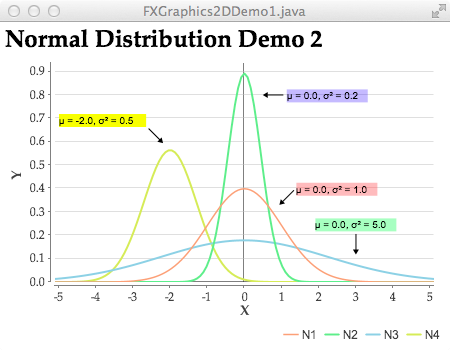 FXGraphics2DDemo1.java
Normal Distribution Demo 2
0.9
0.8
0.7
0.6
0.5
0.4
0.3
0.2
0.1
0.0
Y
μ = -2.0, σ² = 0.5
μ = 0.0, σ² = 0.2
μ = 0.0, σ² = 1.0
μ = 0.0, σ² = 5.0
-5 -4 -3 -2 -1 0 1 2 3 4 5
X
N1 N2 N3 N4